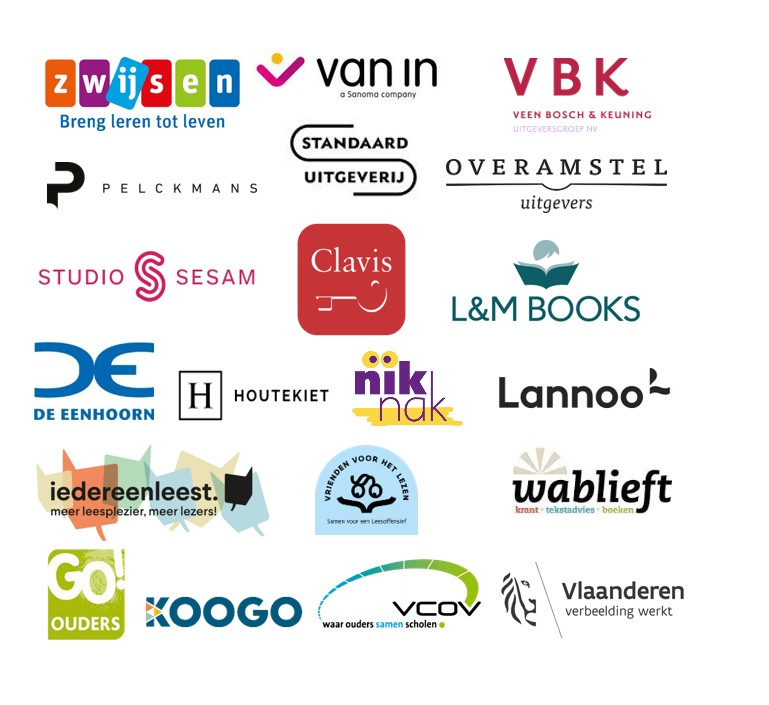 zwijsen
Breng leren tot leven
van in
a Sanoma company
VBK
VEEN BOSCH & KEUNING
UITGEVERSGROEP NV
PELCKMANS
STANDAARD
UITGEVERIJ
OVERAMSTEL
uitgevers
STUDIO S SESAM
Clavis
L&M BOOKS
DE EENHOORN
H HOUTEKIET
nik
nak
Lannoo
iedereenleest.
meer leesplezier, meer lezers!
VRIENDEN VOOR HET LEZEN
Samen voor een Leesoffensief
wablieft
krant • tekstadvies • boeken
GO!
OUDERS
KOOGO
VCOV
waar ouders samen scholen
Vlaanderen
verbeelding werkt